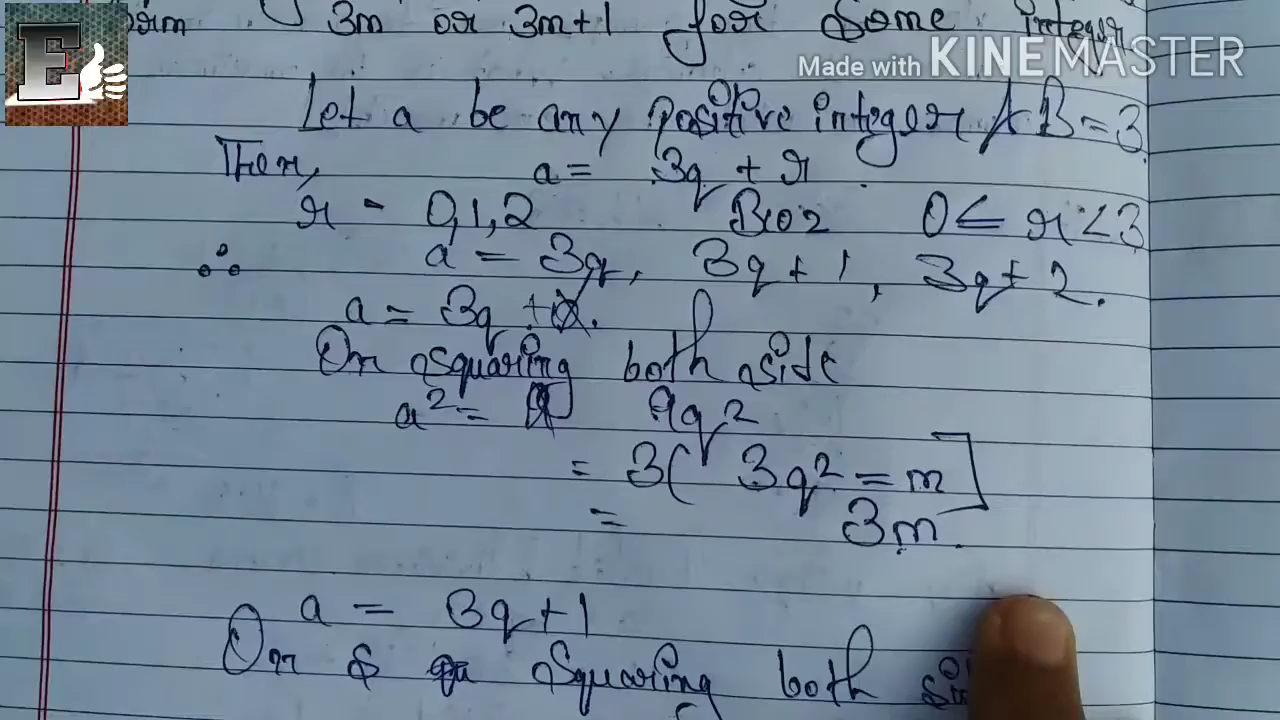 E
form 3m or 3m+1 for some integer
Made with KINEMASTER
Let a be any positive integer & B=3
Then, a = 3q + r
r = 0,1,2 Coz 0 ≤ r < 3
∴ a = 3q, 3q+1, 3q+2.
a = 3q +
On squaring both side
a² = 9q²
= 3( 3q² = m ]
= 3m.
a = 3q+1
On squaring both